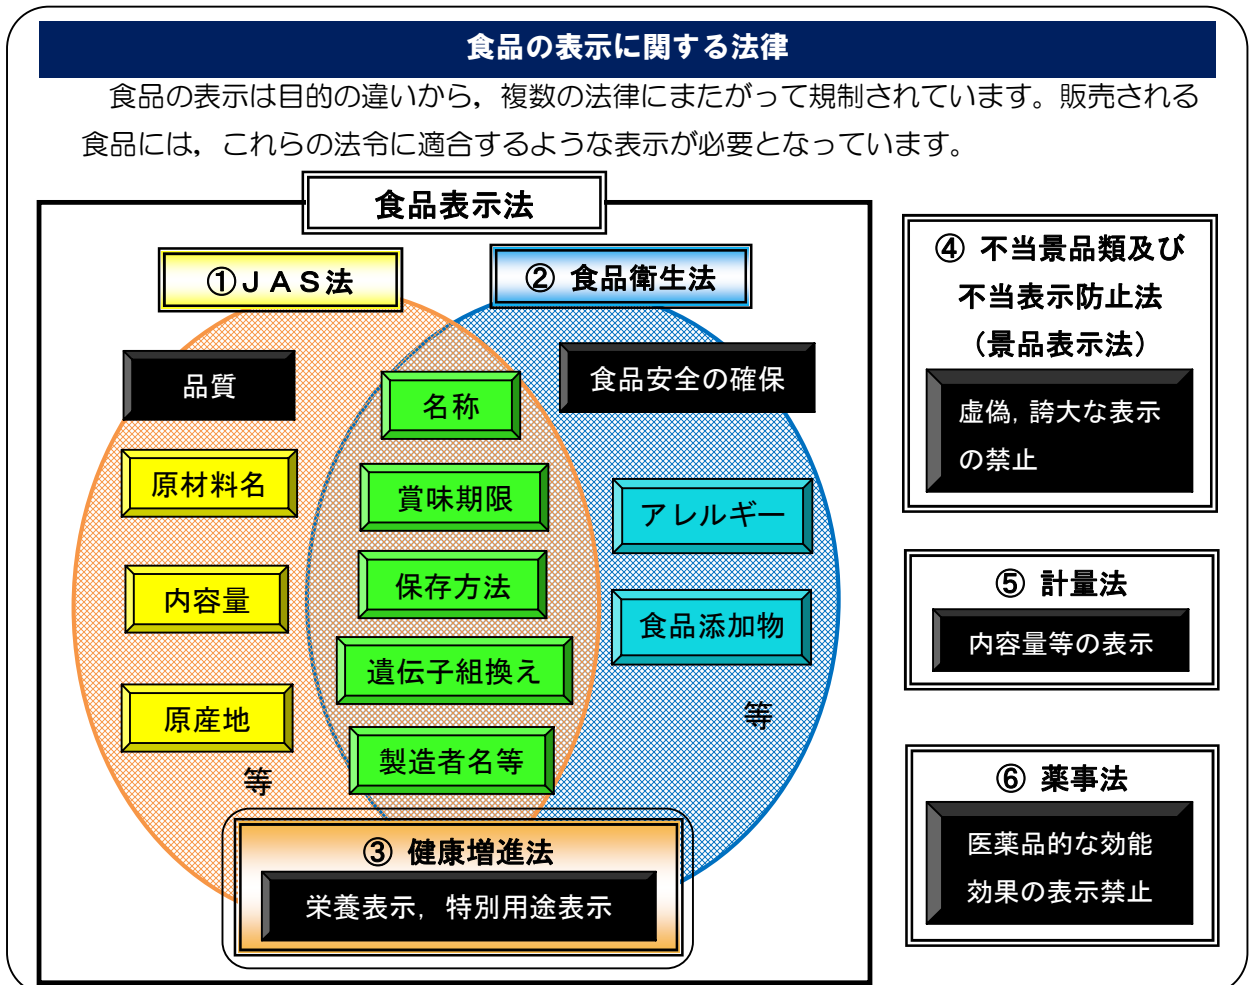 食品の表示に関する法律
食品の表示は目的の違いから，複数の法律にまたがって規制されています。販売される
食品には，これらの法令に適合するような表示が必要となっています。
食品表示法
①ＪＡＳ法
② 食品衛生法
品質
原材料名
内容量
原産地
等
名称
賞味期限
保存方法
遺伝子組換え
製造者名等
食品安全の確保
アレルギー
食品添加物
等
③ 健康増進法
栄養表示，特別用途表示
④ 不当景品類及び
不当表示防止法
（景品表示法）
虚偽，誇大な表示
の禁止
⑤ 計量法
内容量等の表示
⑥ 薬事法
医薬品的な効能
効果の表示禁止